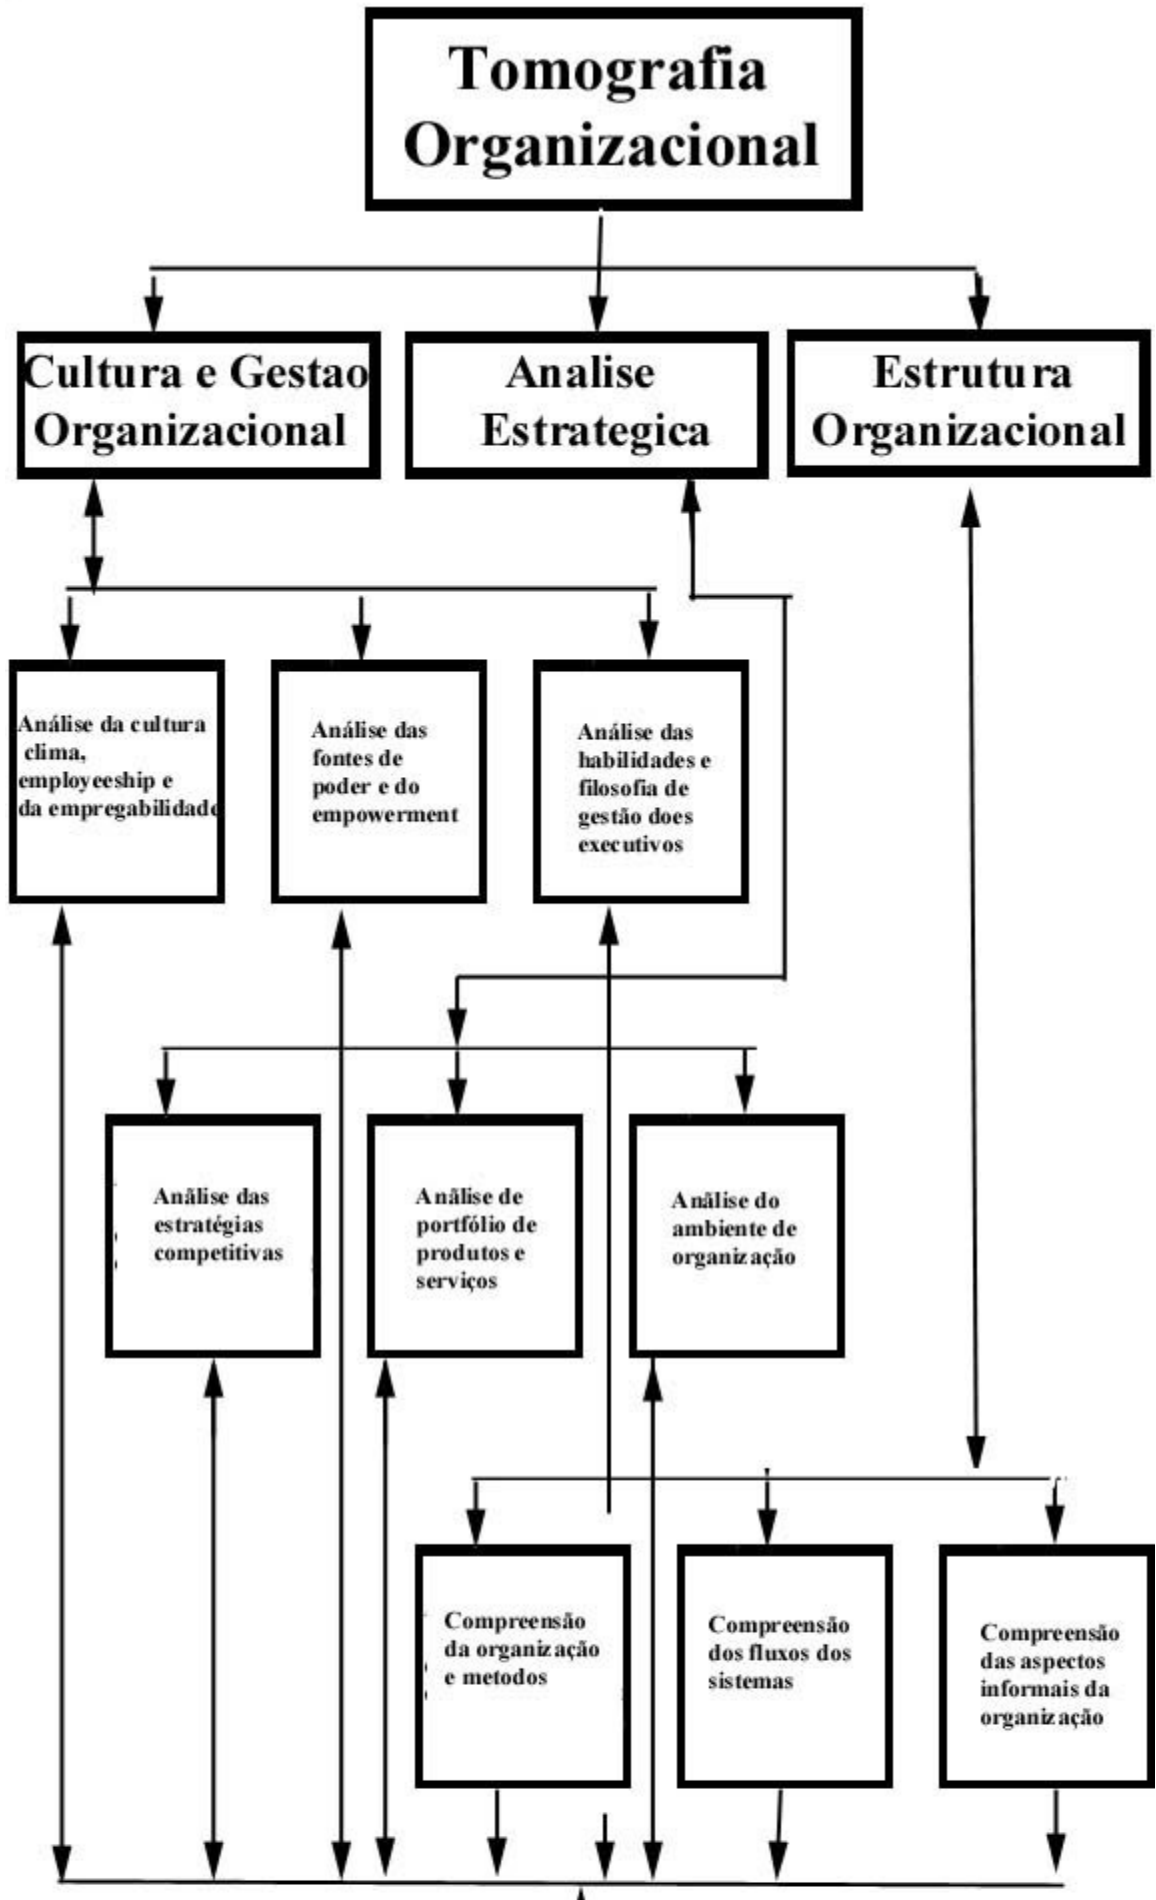 Tomografia
Organizacional
Cultura e Gestao
Organizacional
Analise
Estrategica
Estrutura
Organizacional
Análise da cultura
clima,
employeeship e
da empregabilidade
Análise das
fontes de
poder e do
empowerment
Análise das
habilidades e
filosofia de
gestão does
executivos
Anãlise das
estratégias
competitivas
Anãlise de
portfólio de
produtos e
serviços
Anãlise do
ambiente de
organização
Compreensão
da organização
e metodos
Compreensão
dos fluxos dos
sistemas
Compreensão
das aspectos
informais da
organização